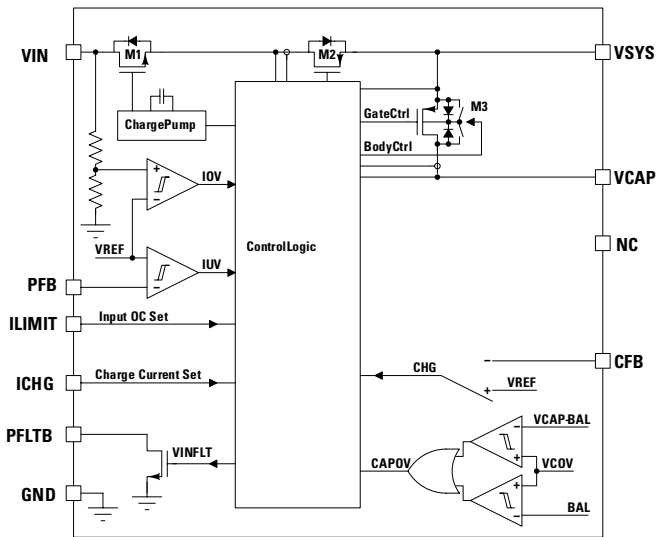 VIN
M1
M2
VSYS
ChargePump
GateCtrl
M3
BodyCtrl
+
IOV
VCAP
−
VREF
ControlLogic
NC
+
IUV
PFB
−
ILIMIT
Input OC Set
−
CFB
CHG
ICHG
Charge Current Set
+
VREF
−
VCAP-BAL
PFLTB
VINFLT
CAPOV
+
VCOV
+
GND
−
BAL